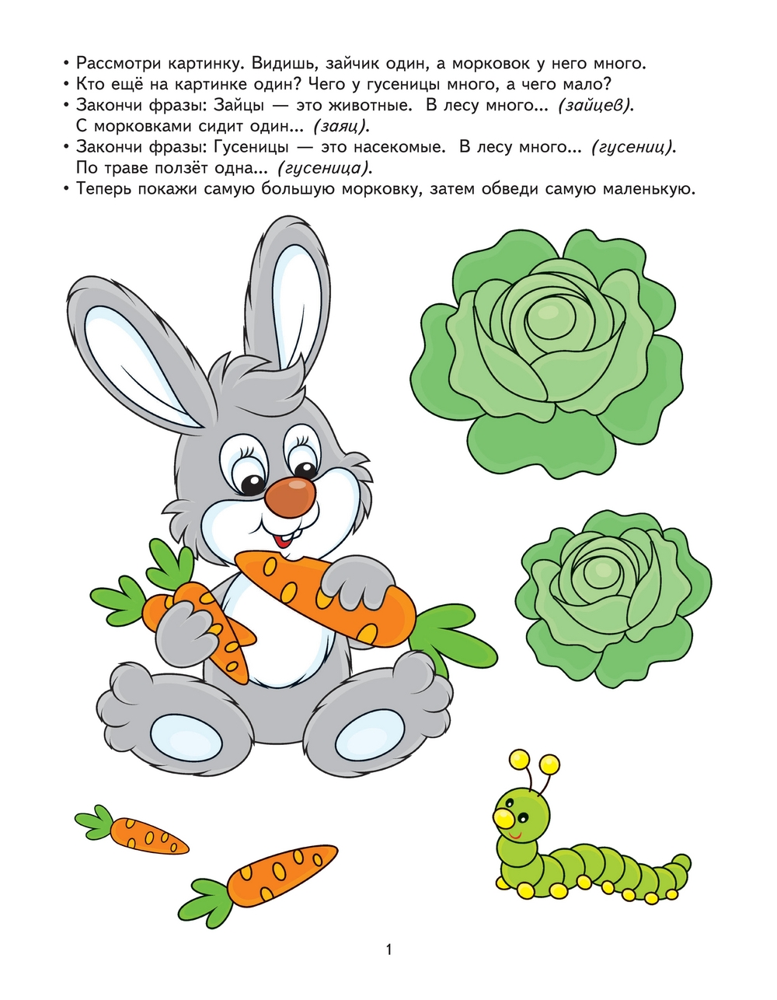 • Рассмотри картинку. Видишь, зайчик один, а морковок у него много.
• Кто ещё на картинке один? Чего у гусеницы много, а чего мало?
• Закончи фразы: Зайцы — это животные. В лесу много... (зайцев).
С морковками сидит один... (заяц).
• Закончи фразы: Гусеницы — это насекомые. В лесу много... (гусениц).
По траве ползёт одна... (гусеница).
• Теперь покажи самую большую морковку, затем обведи самую маленькую.
1